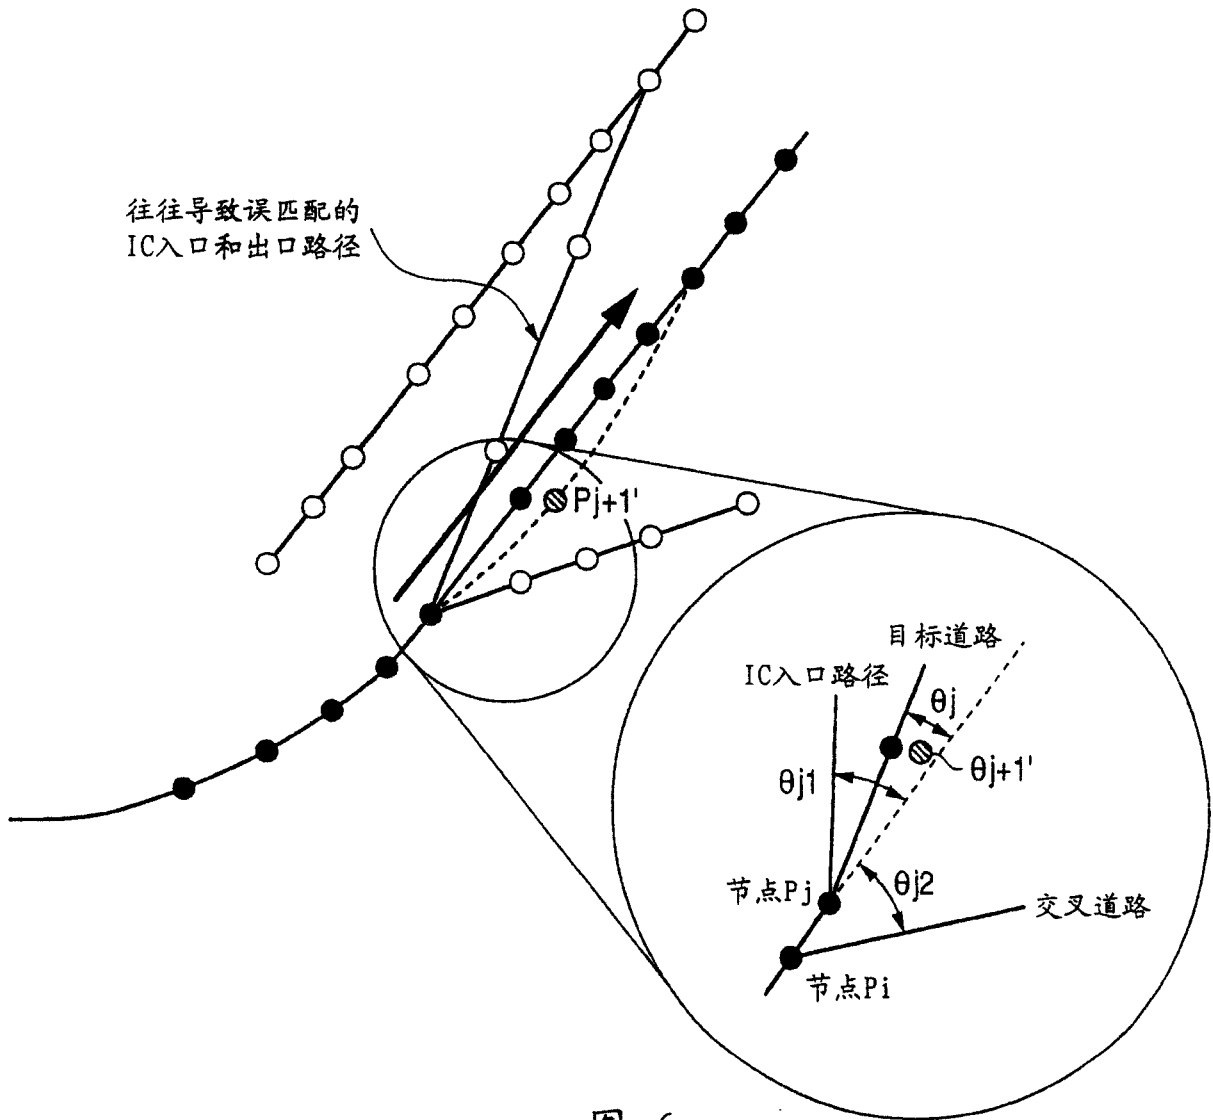 往往导致误匹配的
IC入口和出口路径
Pj+1'
目标道路
IC入口路径
θj
θj1
θj+1'
节点Pj
θj2
交叉道路
节点Pi